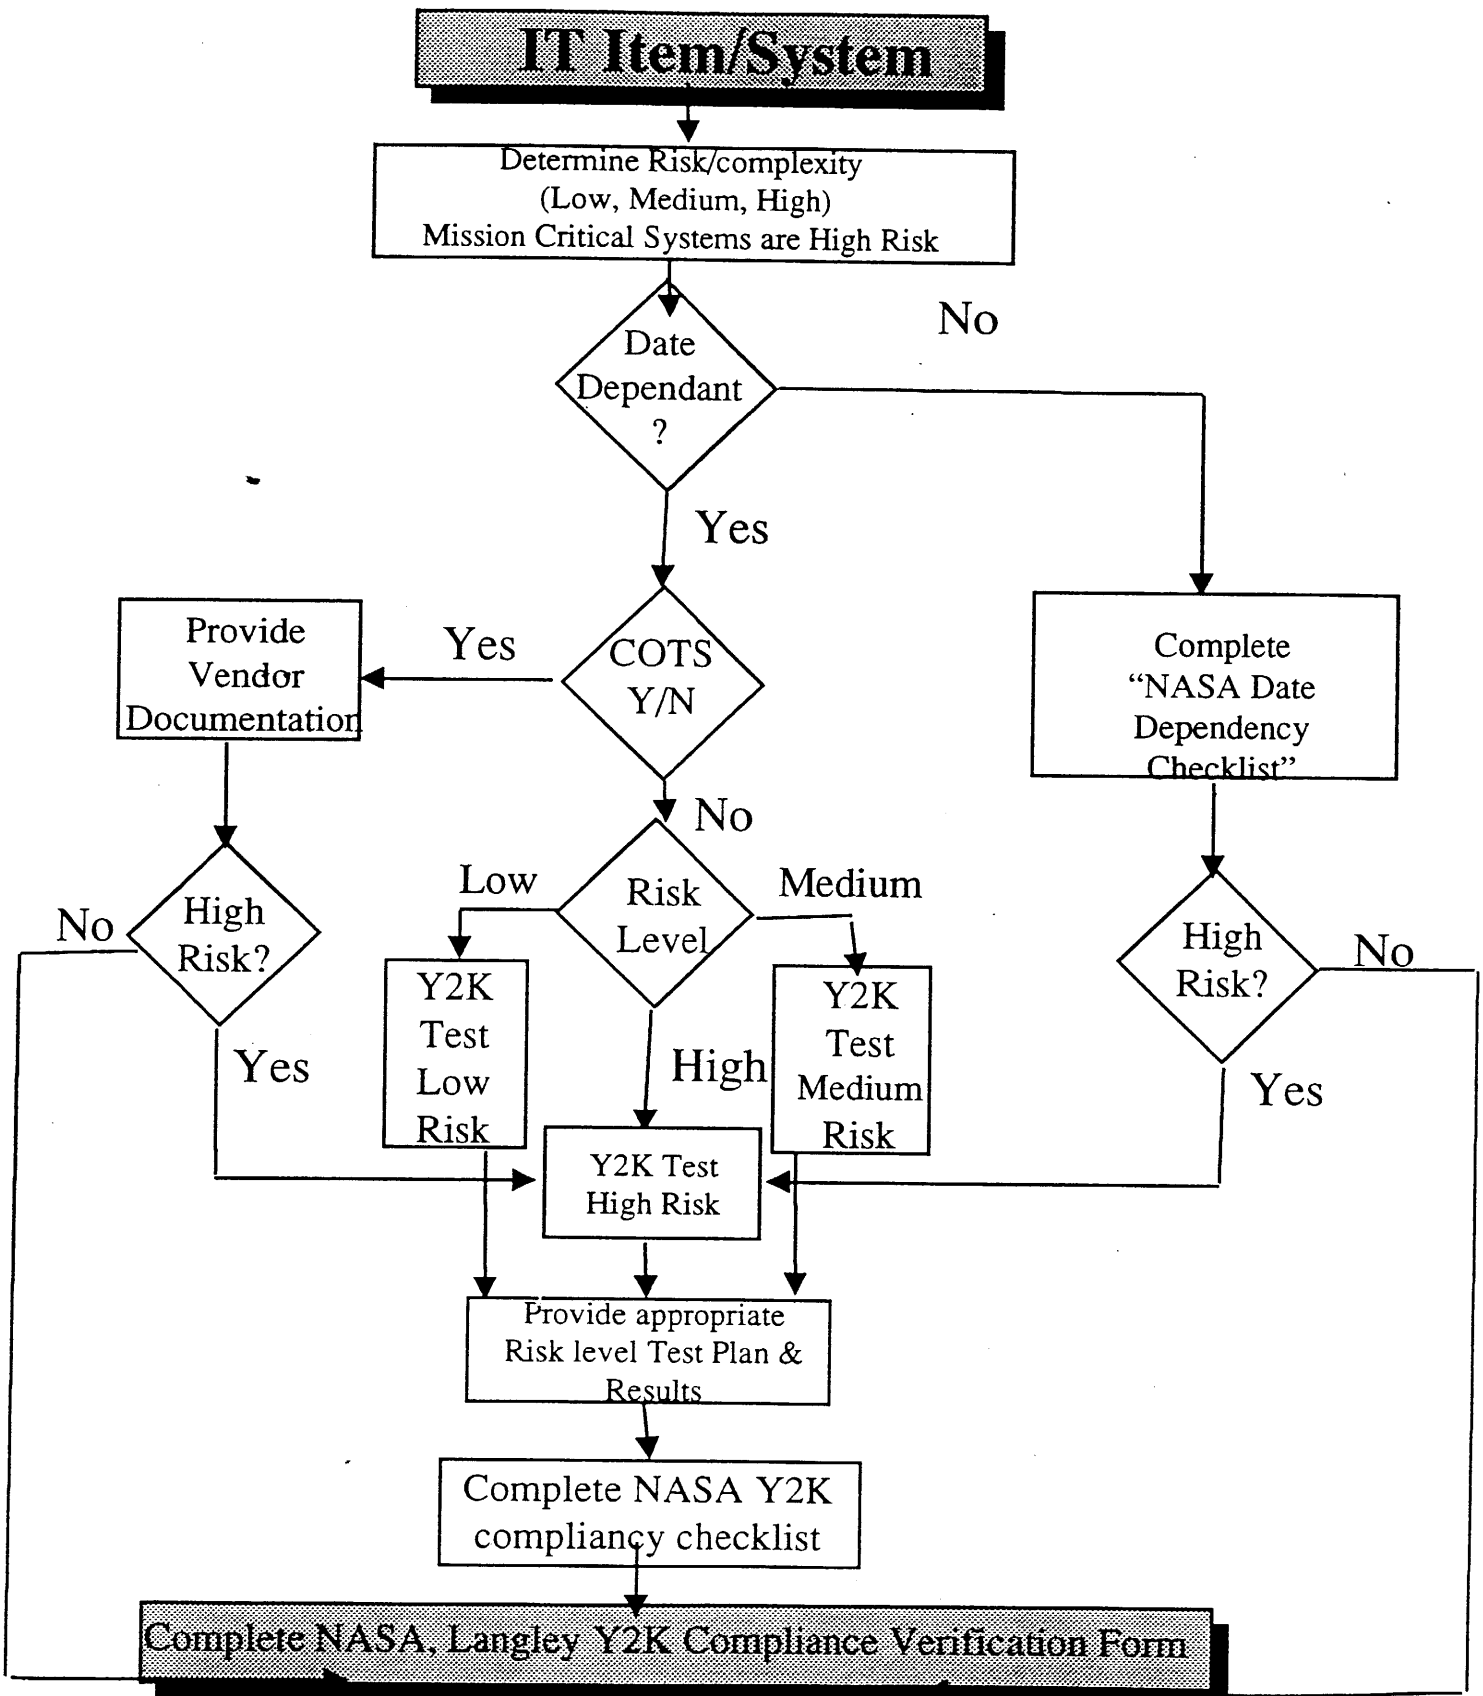 IT Item/System
Determine Risk/complexity
(Low, Medium, High)
Mission Critical Systems are High Risk
No
Date
Dependant
?
Yes
Provide
Vendor
Documentation
Yes
COTS
Y/N
Complete
“NASA Date
Dependency
Checklist”
No
Low
Risk
Level
Medium
No
High
Risk?
Yes
Y2K
Test
Low
Risk
High
Y2K
Test
Medium
Risk
High
Risk?
No
Yes
Y2K Test
High Risk
Provide appropriate
Risk level Test Plan &
Results
Complete NASA Y2K
compliancy checklist
Complete NASA, Langley Y2K Compliance Verification Form